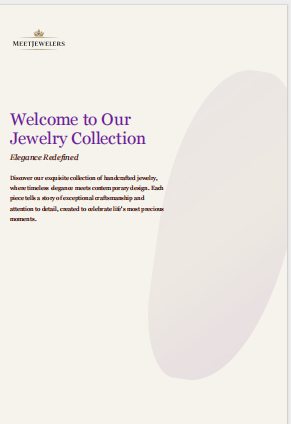 MEETJEWELERS
Welcome to Our
Jewelry Collection
Elegance Redefined
Discover our exquisite collection of handcrafted jewelry,
where timeless elegance meets contemporary design. Each
piece tells a story of exceptional craftsmanship and
attention to detail, created to celebrate life's most precious
moments.